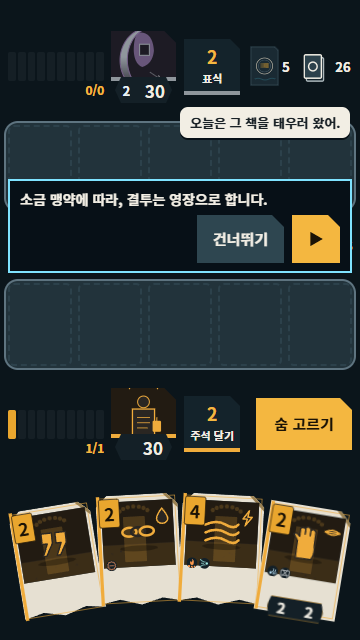 2
표식
5
26
0/0
2
30
오늘은 그 책을 태우러 왔어.
소금 맹약에 따라, 결투는 영장으로 합니다.
건너뛰기
2
주석 달기
숨 고르기
1/1
30
2
2
4
2
2 2